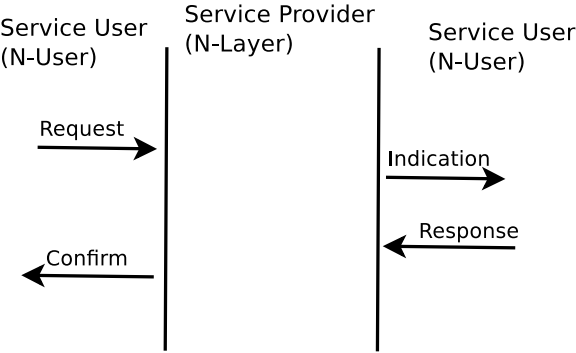 Service User
(N-User)
Service Provider
(N-Layer)
Service User
(N-User)
Request
Indication
Response
Confirm